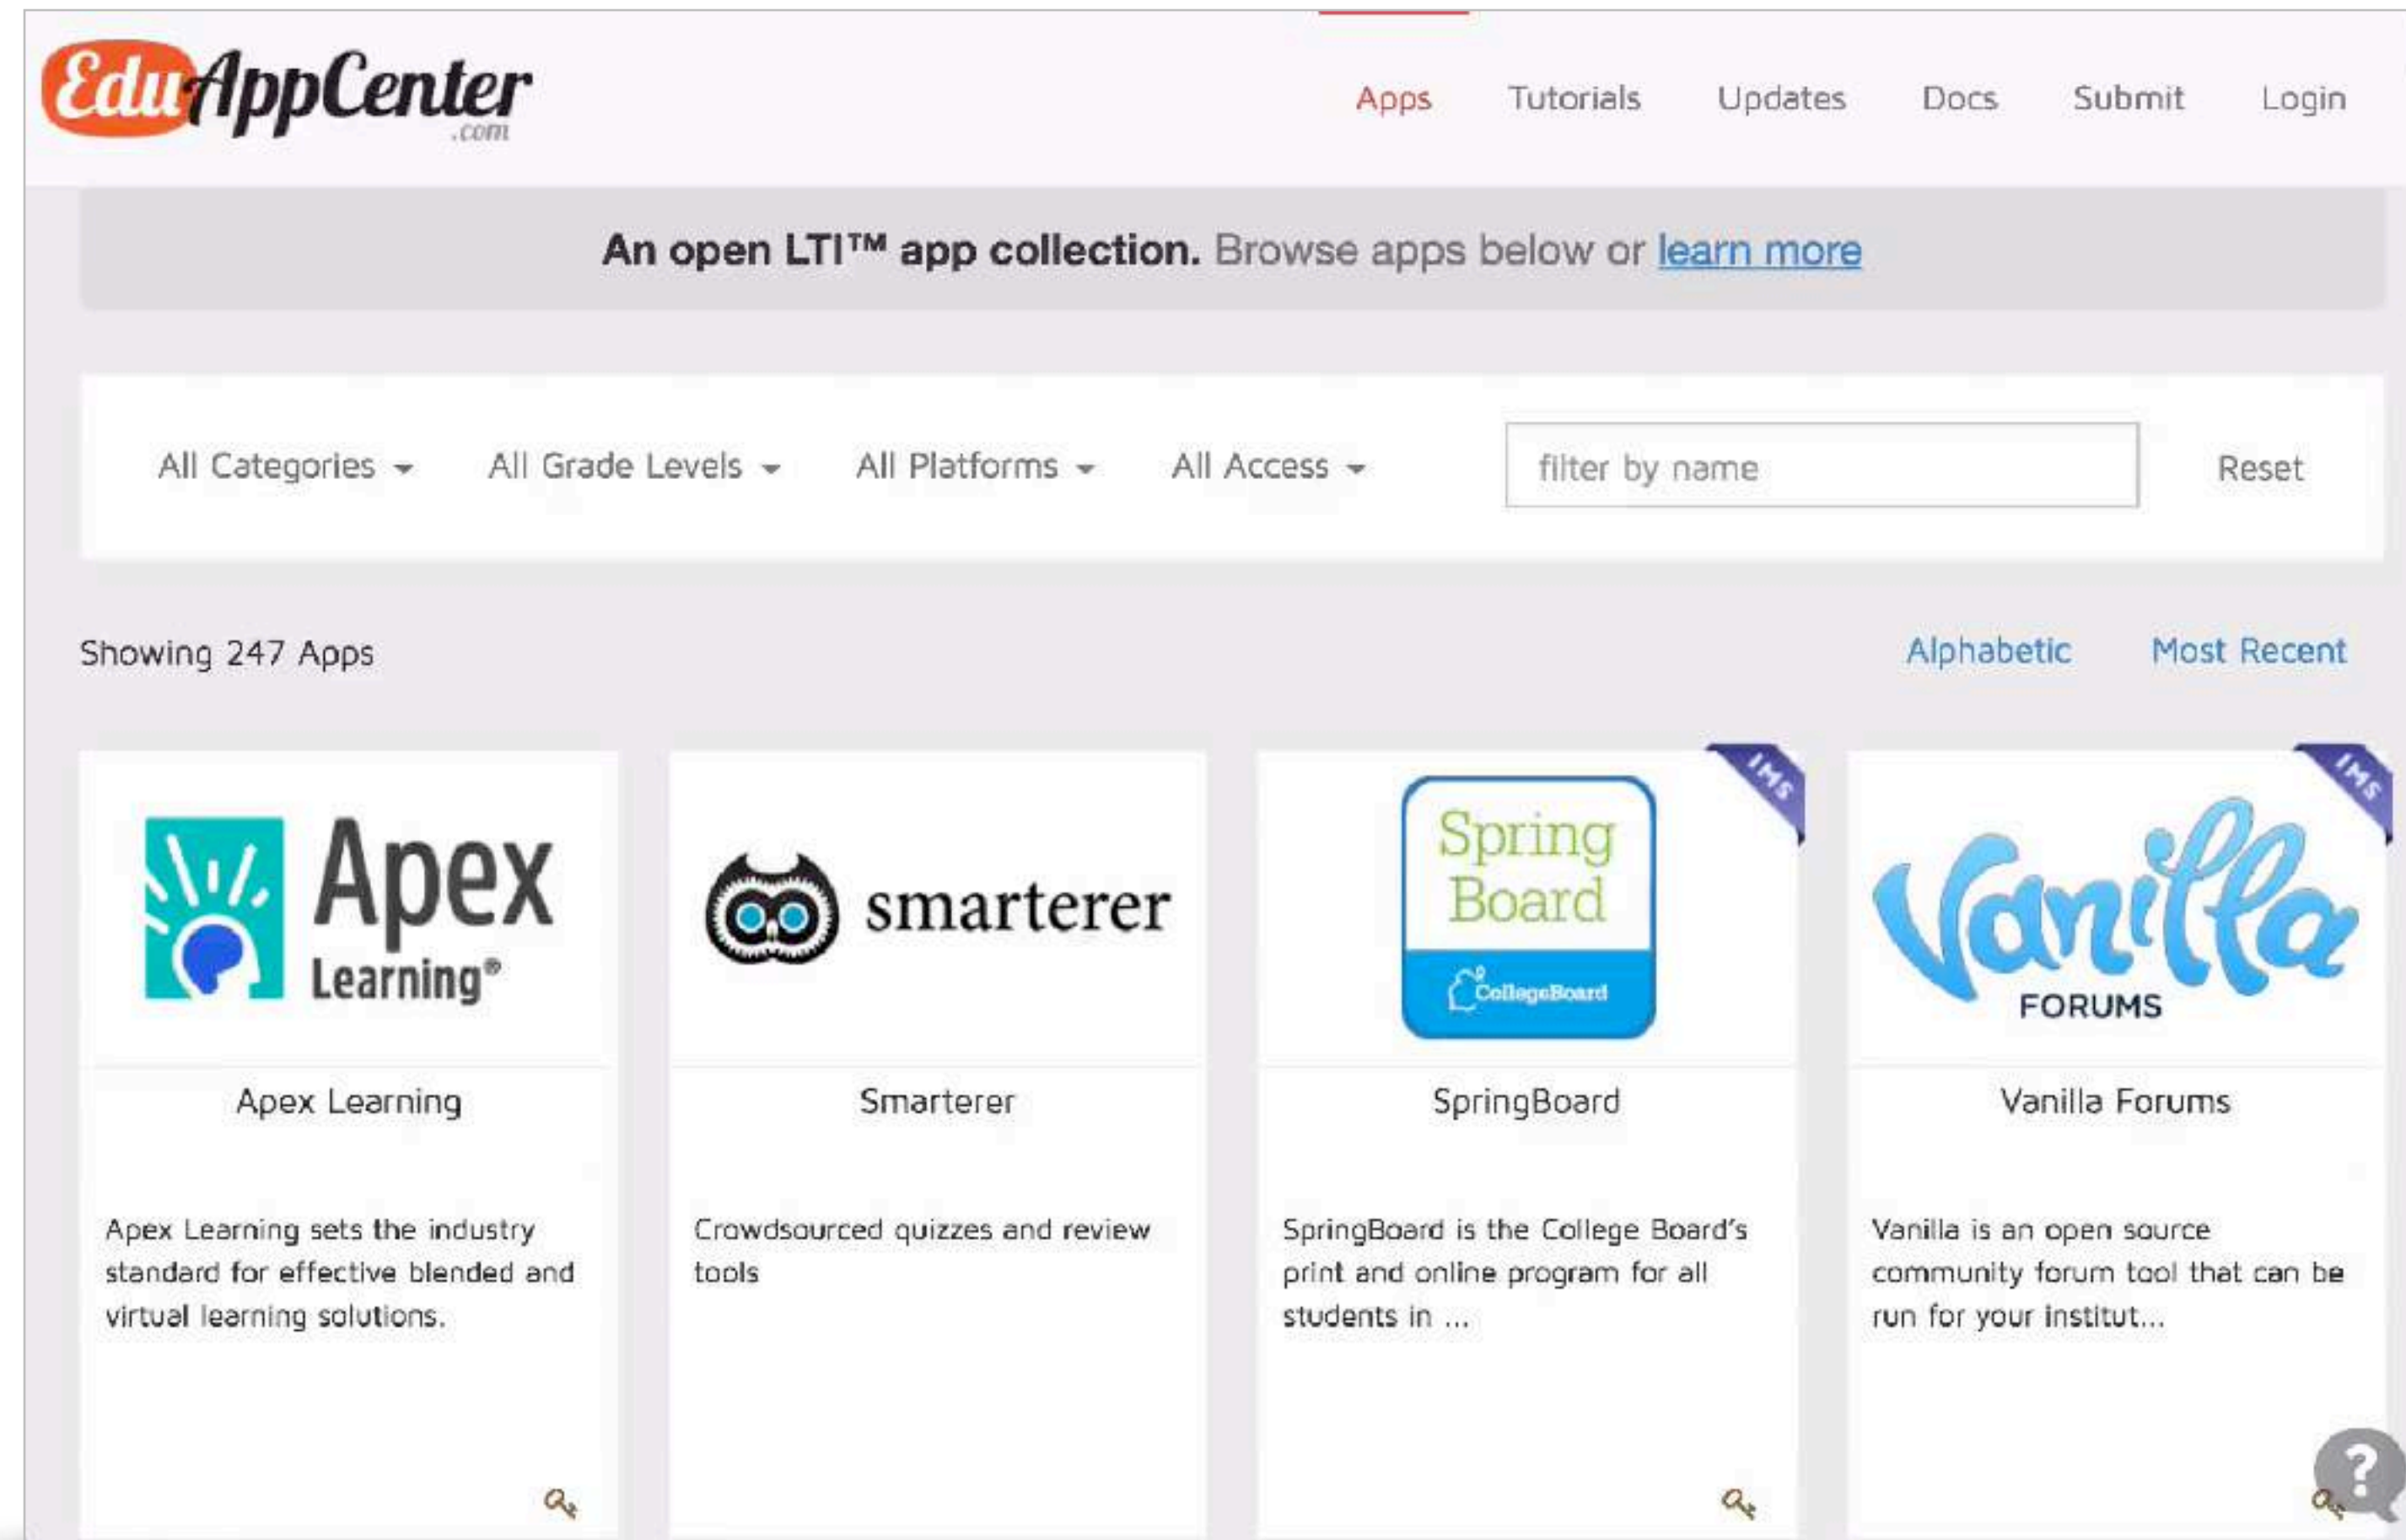 EduAppCenter
.com
Apps Tutorials Updates Docs Submit Login
An open LTI™ app collection. Browse apps below or learn more
All Categories All Grade Levels All Platforms All Access filter by name Reset
Showing 247 Apps
Alphabetic Most Recent
Apex
Learning®
Apex Learning
Apex Learning sets the industry
standard for effective blended and
virtual learning solutions.
smarterer
Smarterer
Crowdsourced quizzes and review
tools
IMS
Spring
Board
CollegeBoard
SpringBoard
SpringBoard is the College Board's
print and online program for all
students in ...
IMS
Vanilla
FORUMS
Vanilla Forums
Vanilla is an open source
community forum tool that can be
run for your institut...
?